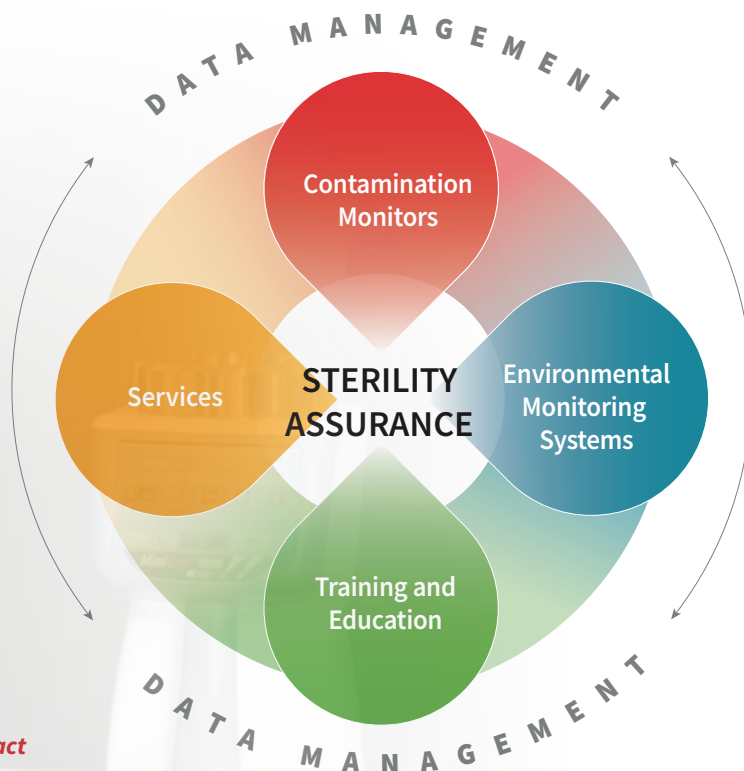 DATA MANAGEMENT
Contamination
Monitors
Services
STERILITY
ASSURANCE
Environmental
Monitoring
Systems
Training and
Education
DATA MANAGEMENT